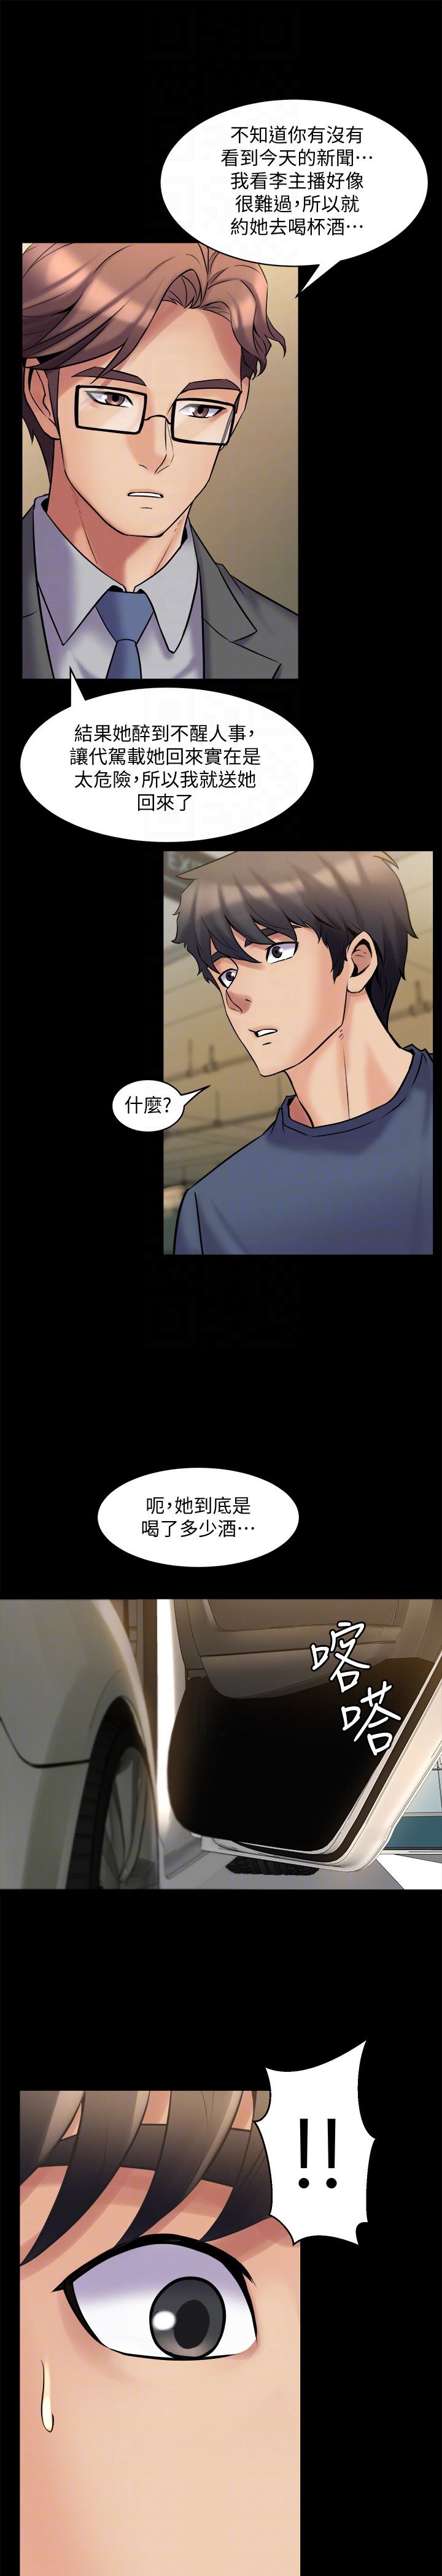 不知道你有沒有
看到今天的新聞…
我看李主播好像
很難過，所以就
約她去喝杯酒…
結果她醉到不醒人事，
讓代駕載她回來實在是
太危險，所以我就送她
回來了
什麼？
呃，她到底是
喝了多少酒…
喀
嗒
!!